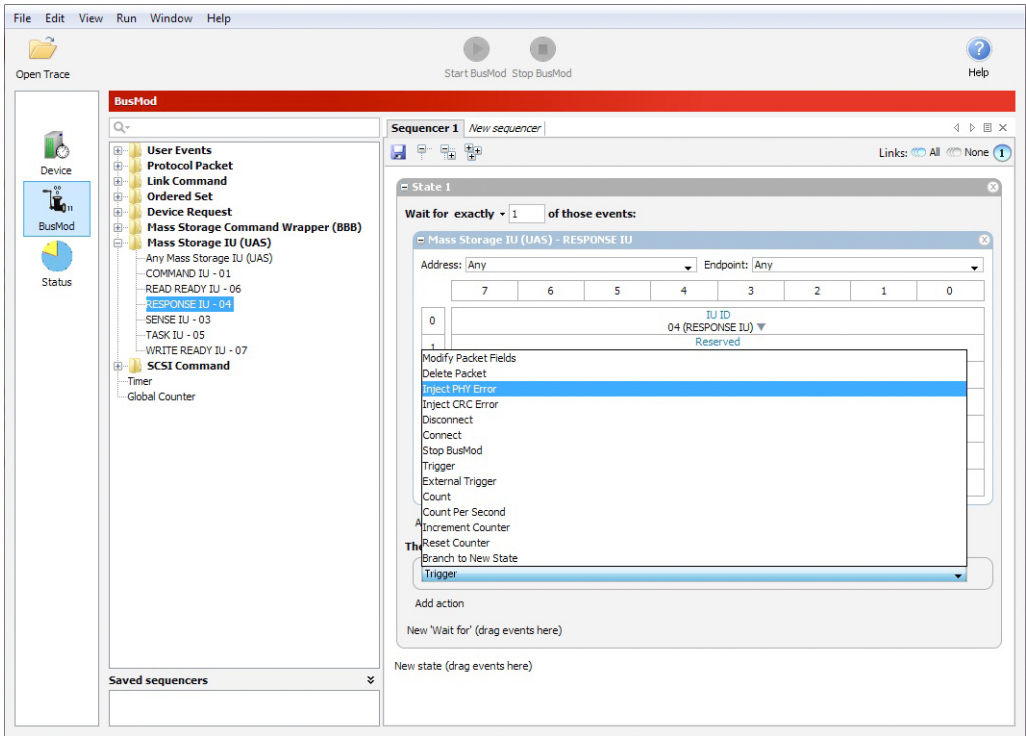 File Edit View Run Window Help
Open Trace
Start BusMod Stop BusMod
Help
Device
BusMod
Status
BusMod
User Events
Protocol Packet
Link Command
Ordered Set
Device Request
Mass Storage Command Wrapper (BBB)
Mass Storage IU (UAS)
Any Mass Storage IU (UAS)
COMMAND IU - 01
READ READY IU - 06
RESPONSE IU - 04
SENSE IU - 03
TASK IU - 05
WRITE READY IU - 07
SCSI Command
Timer
Global Counter
Saved sequencers
Sequencer 1 New sequencer
Links: All None 1
State 1
Wait for exactly 1 of those events:
Mass Storage IU (UAS) - RESPONSE IU
Address: Any Endpoint: Any
7 6 5 4 3 2 1 0
0 IU ID
04 (RESPONSE IU)
1 Reserved
Modify Packet Fields
Delete Packet
Inject PHY Error
Inject CRC Error
Disconnect
Connect
Stop BusMod
Trigger
External Trigger
Count
Count Per Second
Increment Counter
Reset Counter
Branch to New State
Trigger
Add action
New 'Wait for' (drag events here)
New state (drag events here)